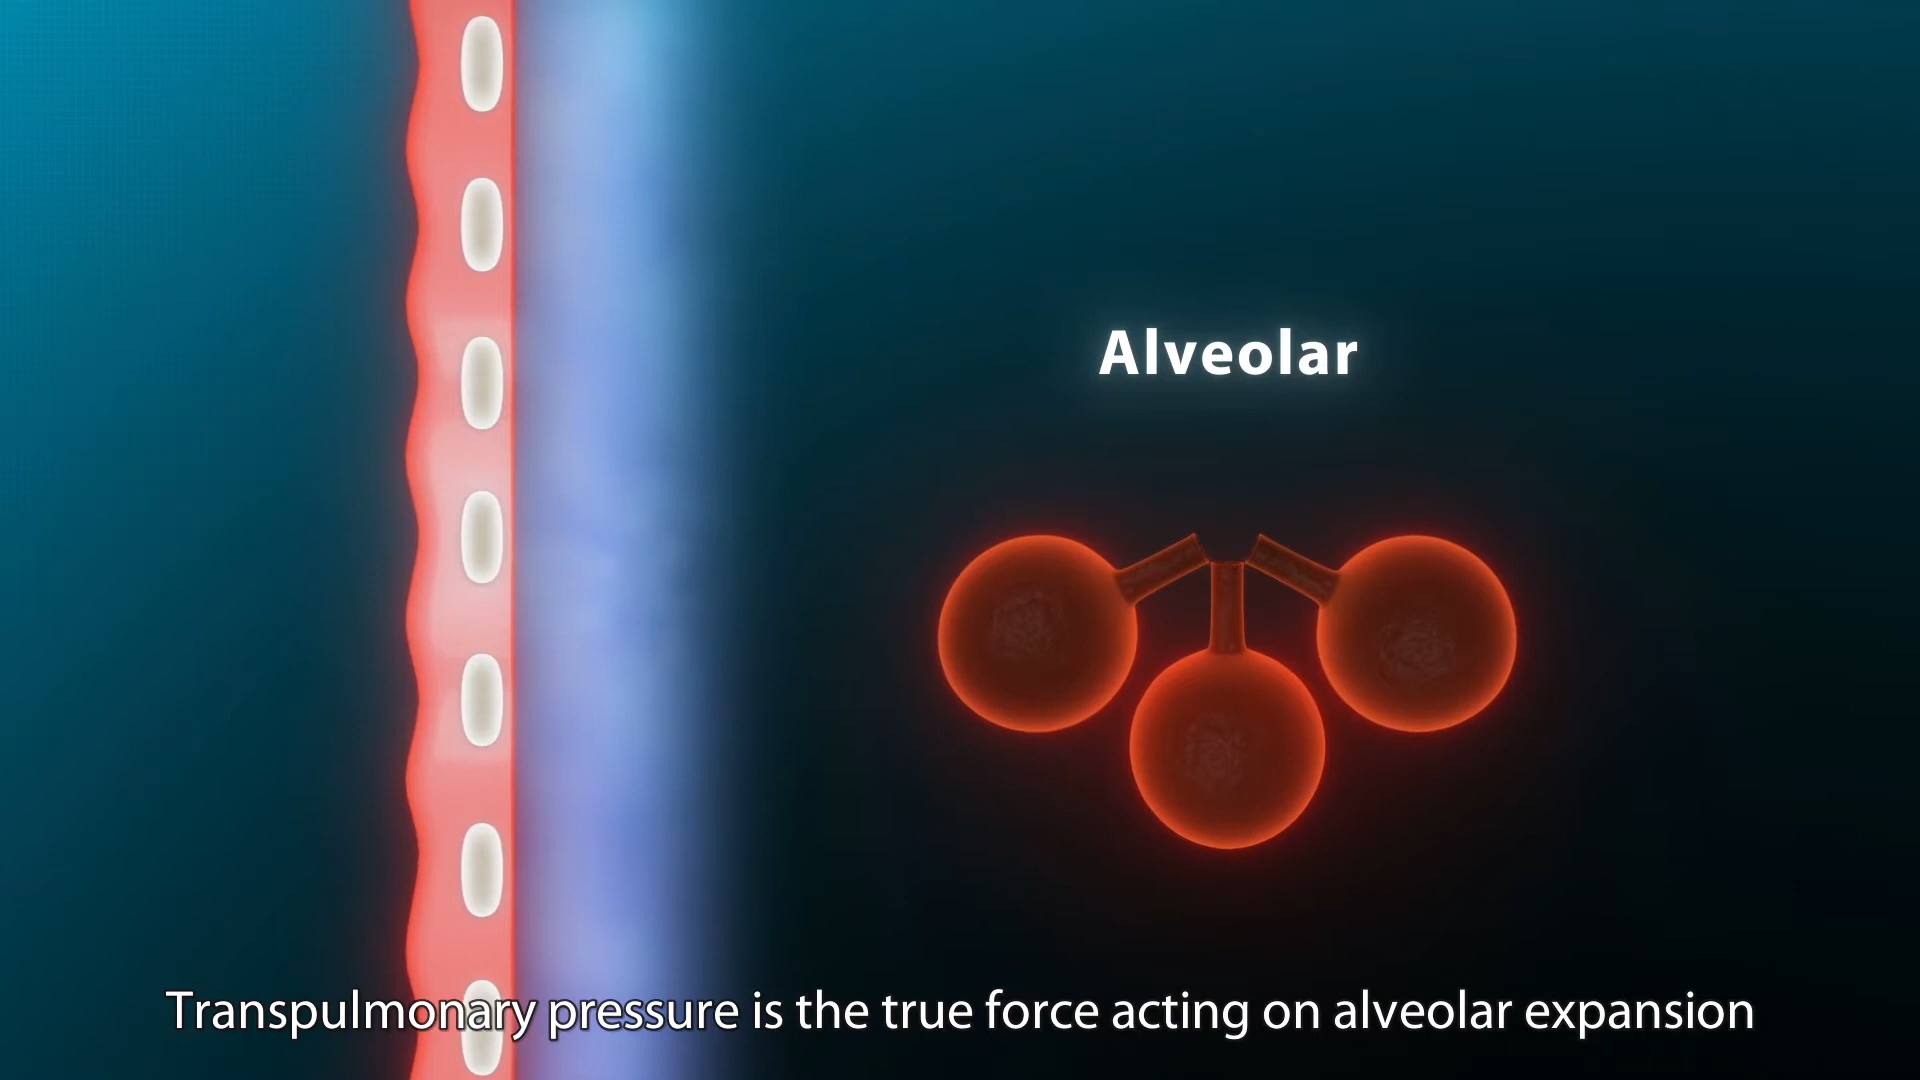 Alveolar
Transpulmonary pressure is the true force acting on alveolar expansion